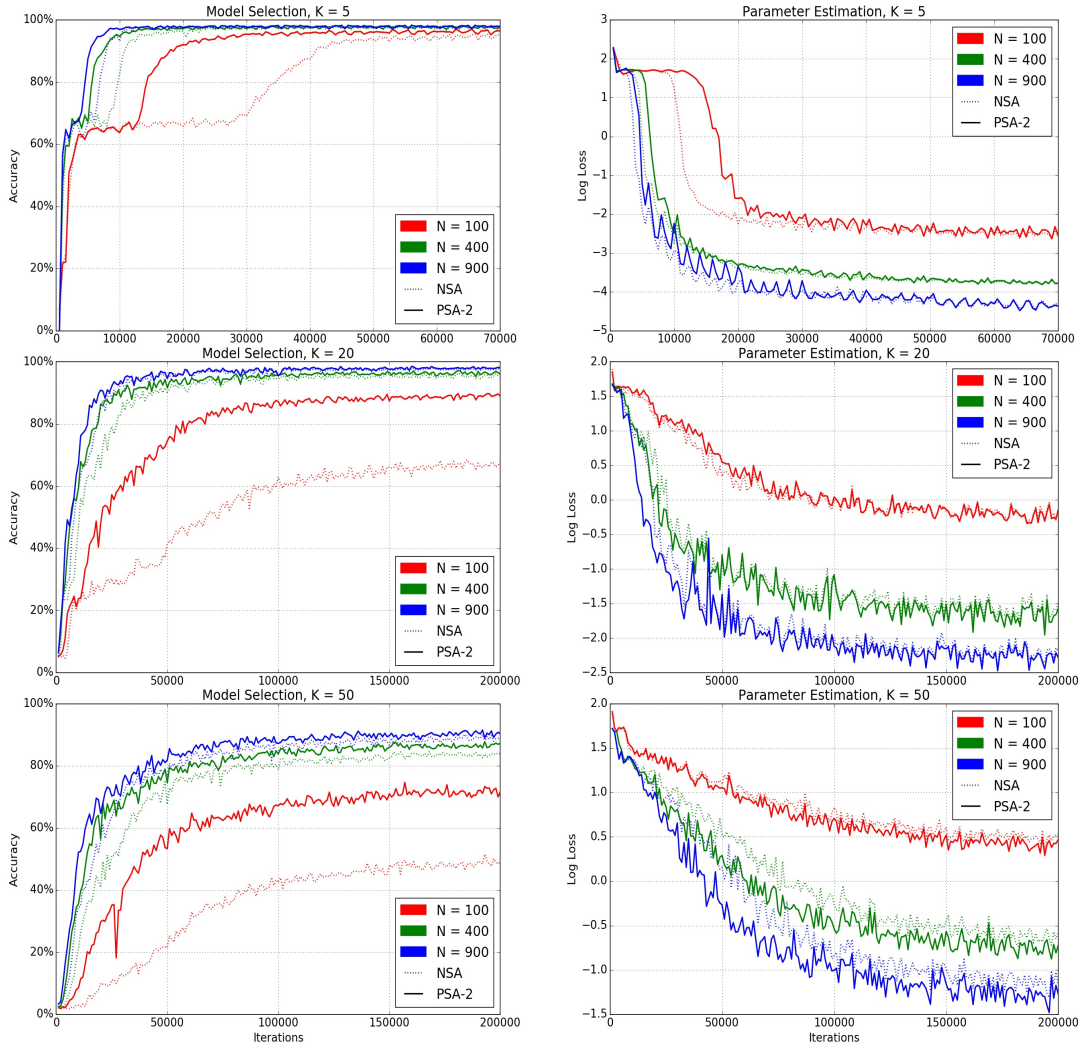 Model Selection, K = 5
100%
80%
60%
40%
20%
0%
Accuracy
N = 100
N = 400
N = 900
NSA
PSA-2
0 10000 20000 30000 40000 50000 60000 70000
Parameter Estimation, K = 5
3
2
1
0
−1
−2
−3
−4
−5
Log Loss
N = 100
N = 400
N = 900
NSA
PSA-2
0 10000 20000 30000 40000 50000 60000 70000
Model Selection, K = 20
100%
80%
60%
40%
20%
0%
Accuracy
N = 100
N = 400
N = 900
NSA
PSA-2
0 50000 100000 150000 200000
Parameter Estimation, K = 20
2.0
1.5
1.0
0.5
0.0
−0.5
−1.0
−1.5
−2.0
−2.5
Log Loss
N = 100
N = 400
N = 900
NSA
PSA-2
0 50000 100000 150000 200000
Model Selection, K = 50
100%
80%
60%
40%
20%
0%
Accuracy
N = 100
N = 400
N = 900
NSA
PSA-2
0 50000 100000 150000 200000
Iterations
Parameter Estimation, K = 50
2.0
1.5
1.0
0.5
0.0
−0.5
−1.0
−1.5
Log Loss
N = 100
N = 400
N = 900
NSA
PSA-2
0 50000 100000 150000 200000
Iterations